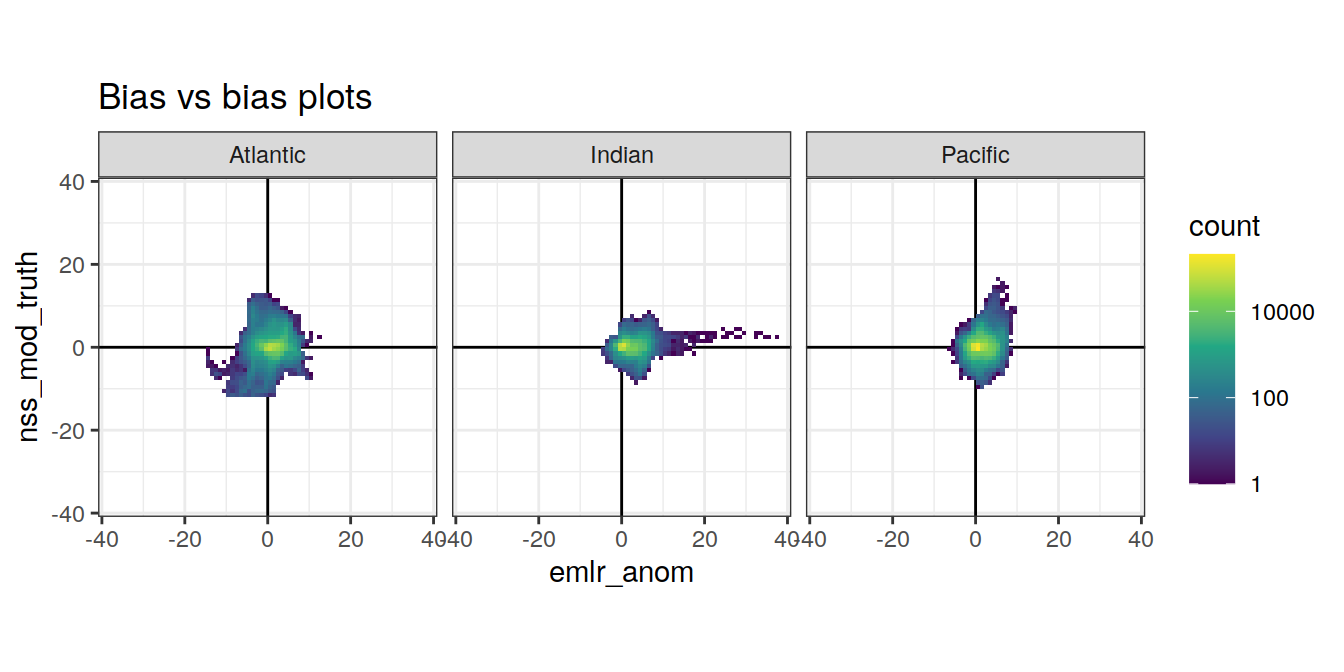 Bias vs bias plots
Atlantic Indian Pacific
nss_mod_truth
40
20
0
-20
-40
-40 -20 0 20 40 -40 -20 0 20 40 -40 -20 0 20 40
emlr_anom
count
10000
100
1